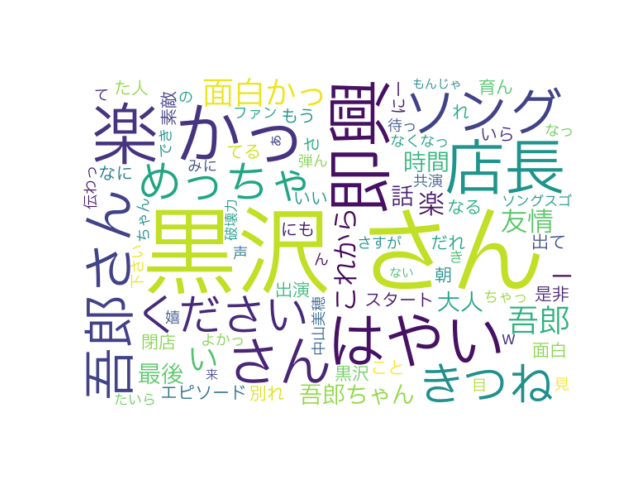 もんじゃ
て た人 素敵 の 面白かっ ファン もう 即興 ソング に ー 育ん
楽 かっ でき てる ぁ れ 待っ れ いら なっ
伝わっ なに みに 弾ん なくなっ 店長
めっちゃ いい 共演 時間 ソングスゴ
ちゃん 破壊力 にも 話 楽 なる 友情
黒沢 さん
吾郎さん 下さい 声 ん これから さすが だれ 出て
ください 出演 ない 朝 き ー
嬉 中山美穂 スタート 大人 ちゃっ 是非
閉店 い さん はやい 吾郎
よかっ w 面白
最後 来 黒沢 こと きつね
たいら エピソード 別れ 吾郎ちゃん 目 見